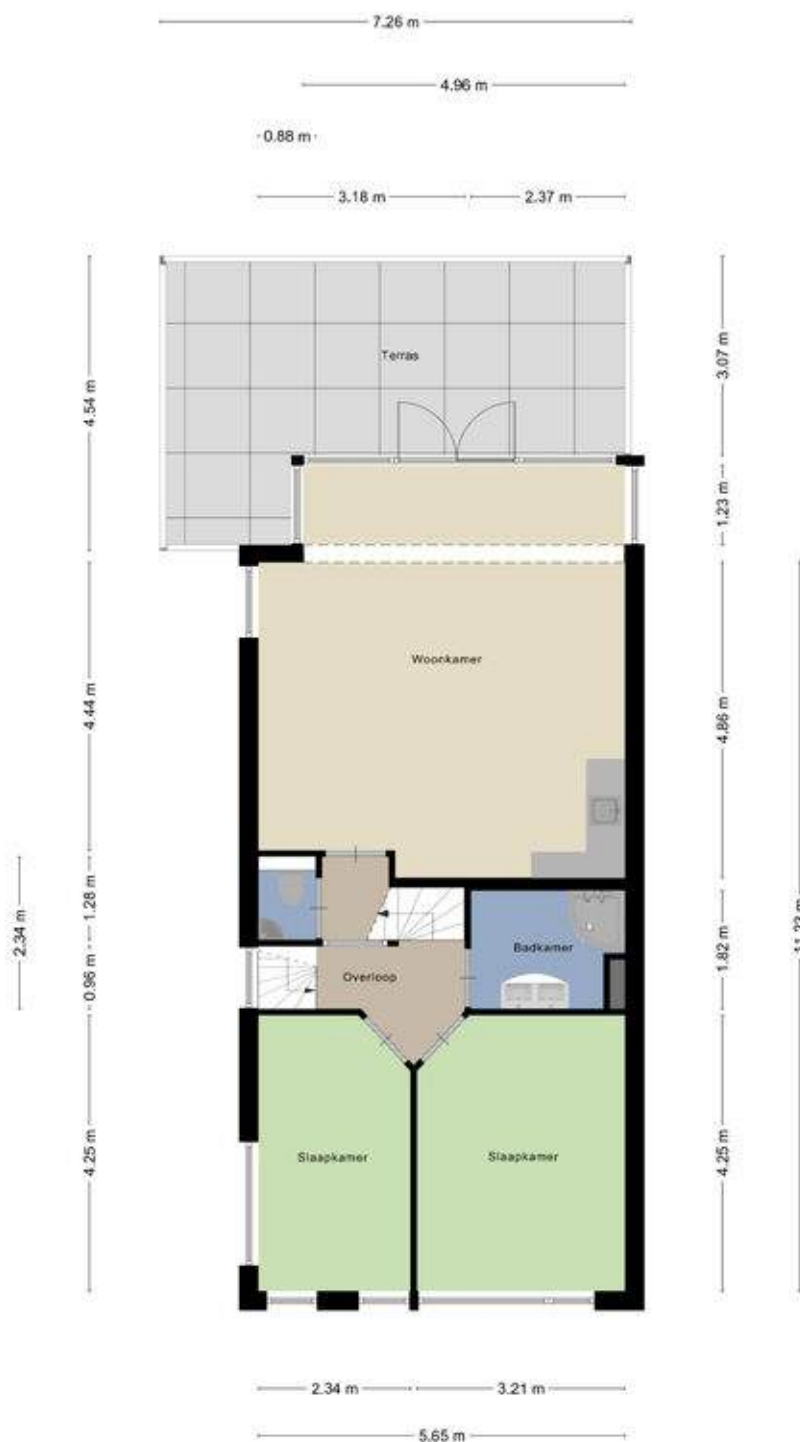 7.26 m
4.96 m
0.88 m
3.18 m 2.37 m
Terras
3.07 m
4.54 m
1.23 m
Woonkamer
4.44 m
4.86 m
1.28 m
2.34 m
Badkamer
1.82 m
Overloop
0.96 m
Slaapkamer
Slaapkamer
4.25 m
4.25 m
2.34 m 3.21 m
5.65 m